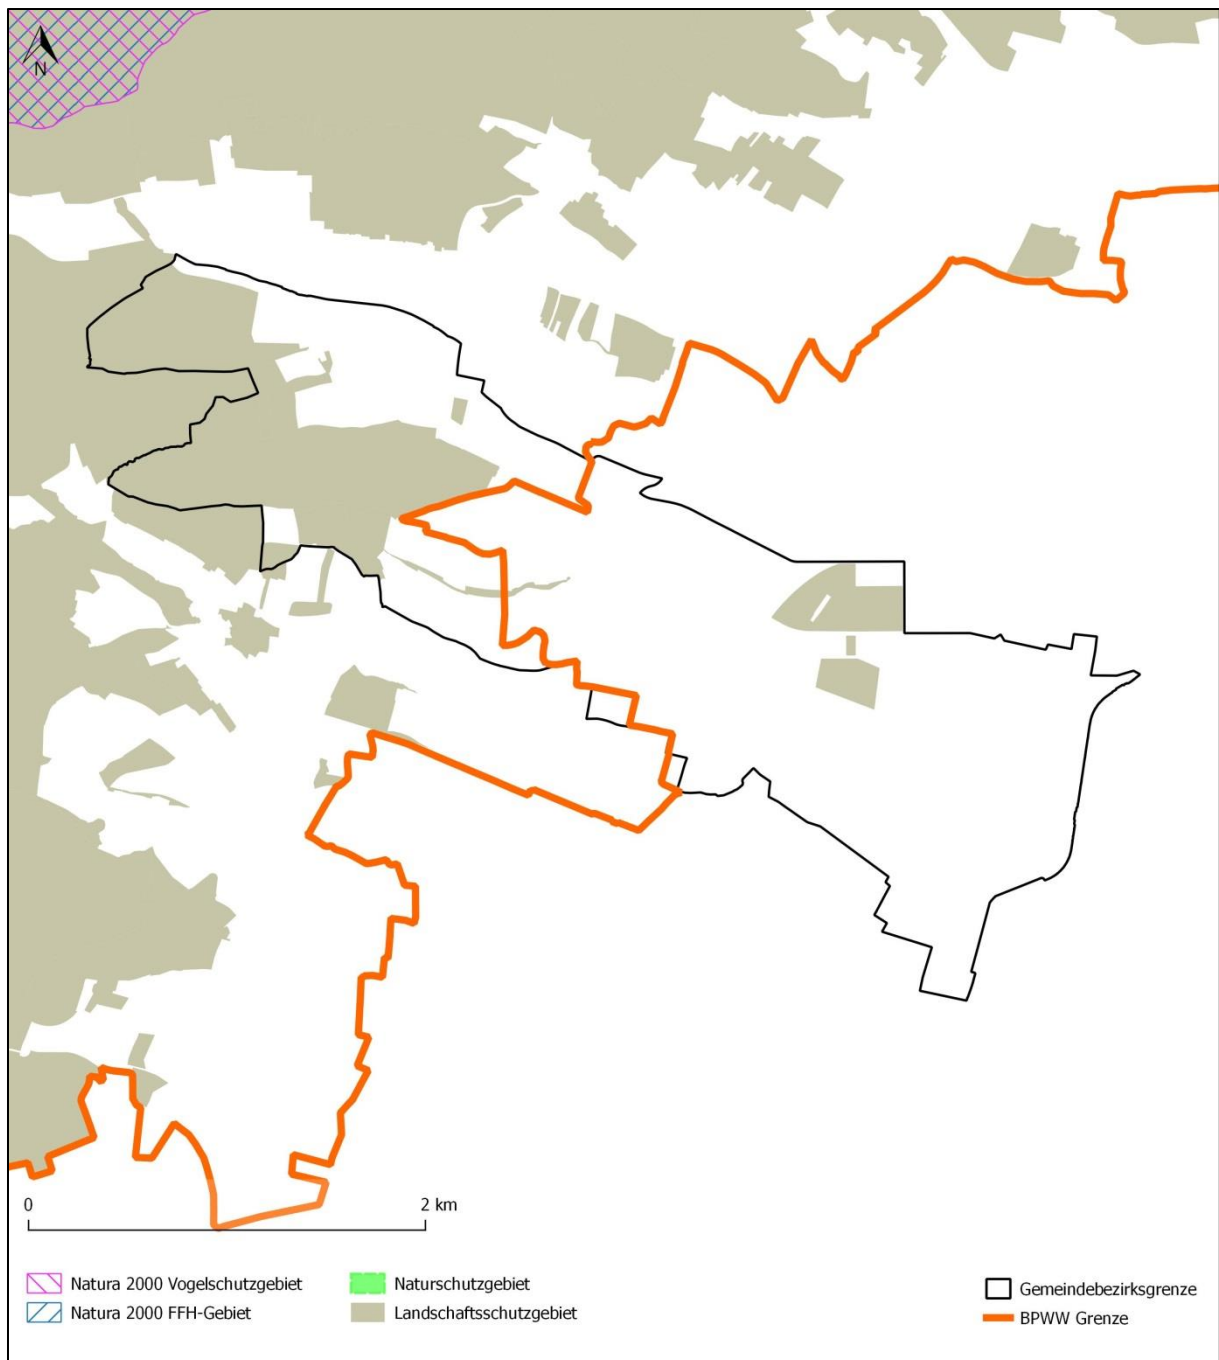 N
0 2 km
Natura 2000 Vogelschutzgebiet
Natura 2000 FFH-Gebiet
Naturschutzgebiet
Landschaftsschutzgebiet
Gemeindebezirksgrenze
BPWW Grenze